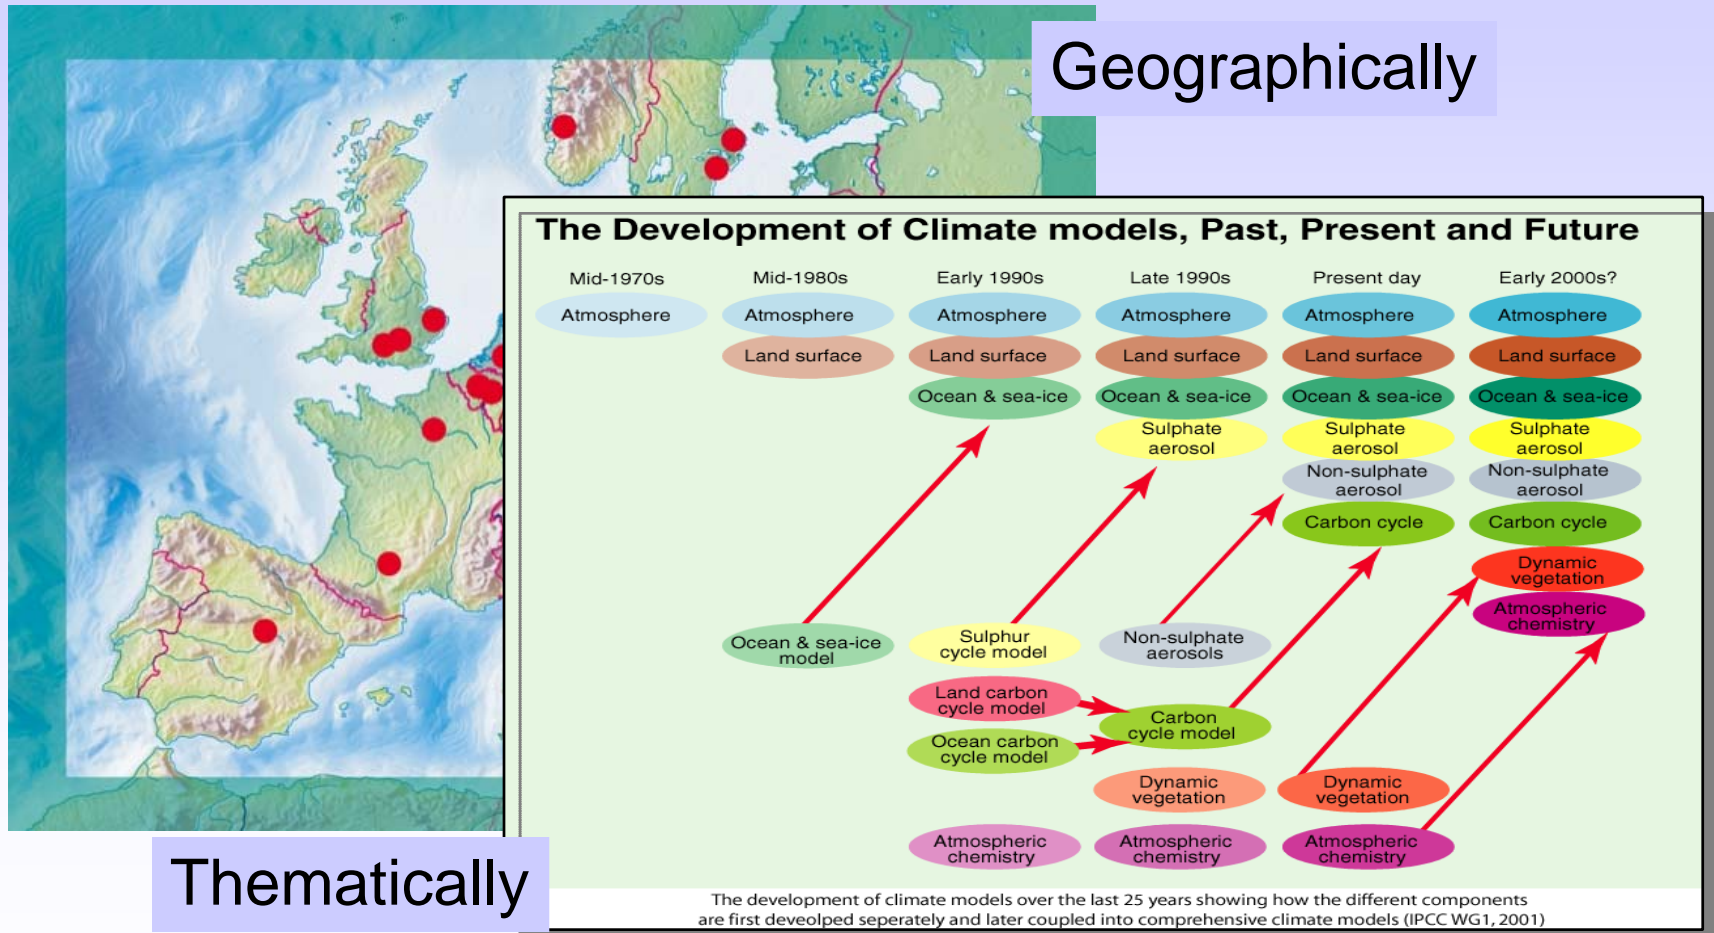 Geographically
The Development of Climate models, Past, Present and Future
Mid-1970s Mid-1980s Early 1990s Late 1990s Present day Early 2000s?
Atmosphere Atmosphere Atmosphere Atmosphere Atmosphere Atmosphere
Land surface Land surface Land surface Land surface Land surface
Ocean & sea-ice Ocean & sea-ice Ocean & sea-ice Ocean & sea-ice
Sulphate Sulphate Sulphate
aerosol aerosol aerosol
Non-sulphate Non-sulphate
aerosol aerosol
Carbon cycle Carbon cycle
Dynamic
vegetation
Atmospheric
chemistry
Ocean & sea-ice
model
Sulphur
cycle model
Non-sulphate
aerosols
Land carbon
cycle model
Carbon
cycle model
Ocean carbon
cycle model
Dynamic Dynamic
vegetation vegetation
Atmospheric Atmospheric Atmospheric
chemistry chemistry chemistry
Thematically
The development of climate models over the last 25 years showing how the different components
are first deveolped seperately and later coupled into comprehensive climate models (IPCC WG1, 2001)